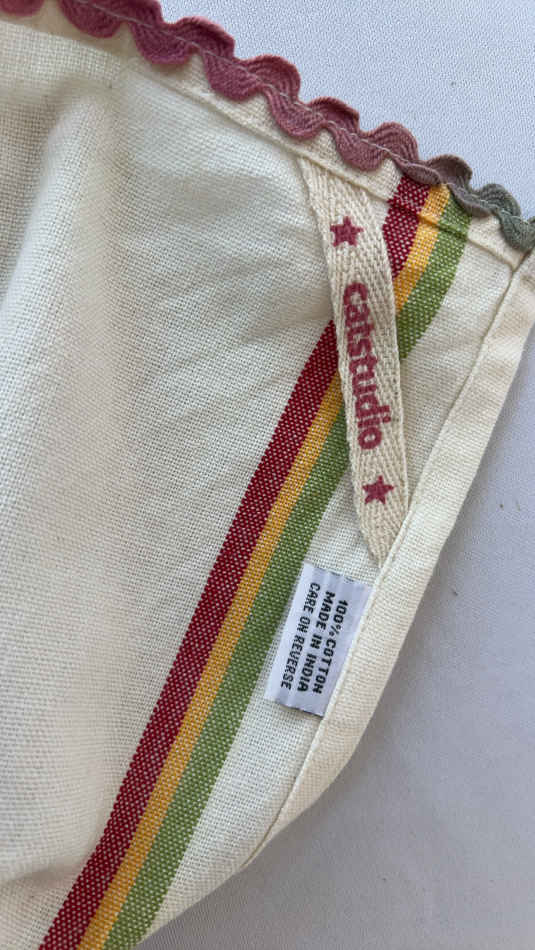 catstudio
100% COTTON
MADE IN INDIA
CARE ON REVERSE